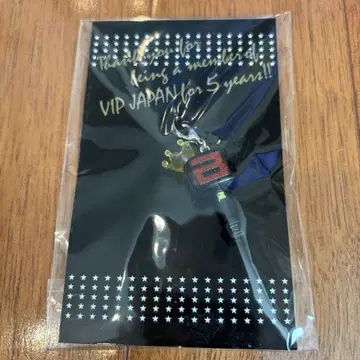 Thank you for
being a member of
VIP JAPAN for 5 years!!